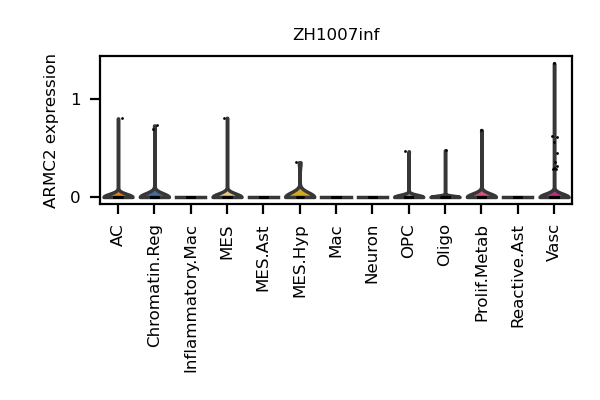 ZH1007inf
ARMC2 expression
1
0
AC
Chromatin.Reg
Inflammatory.Mac
MES
MES.Ast
MES.Hyp
Mac
Neuron
OPC
Oligo
Prolif.Metab
Reactive.Ast
Vasc